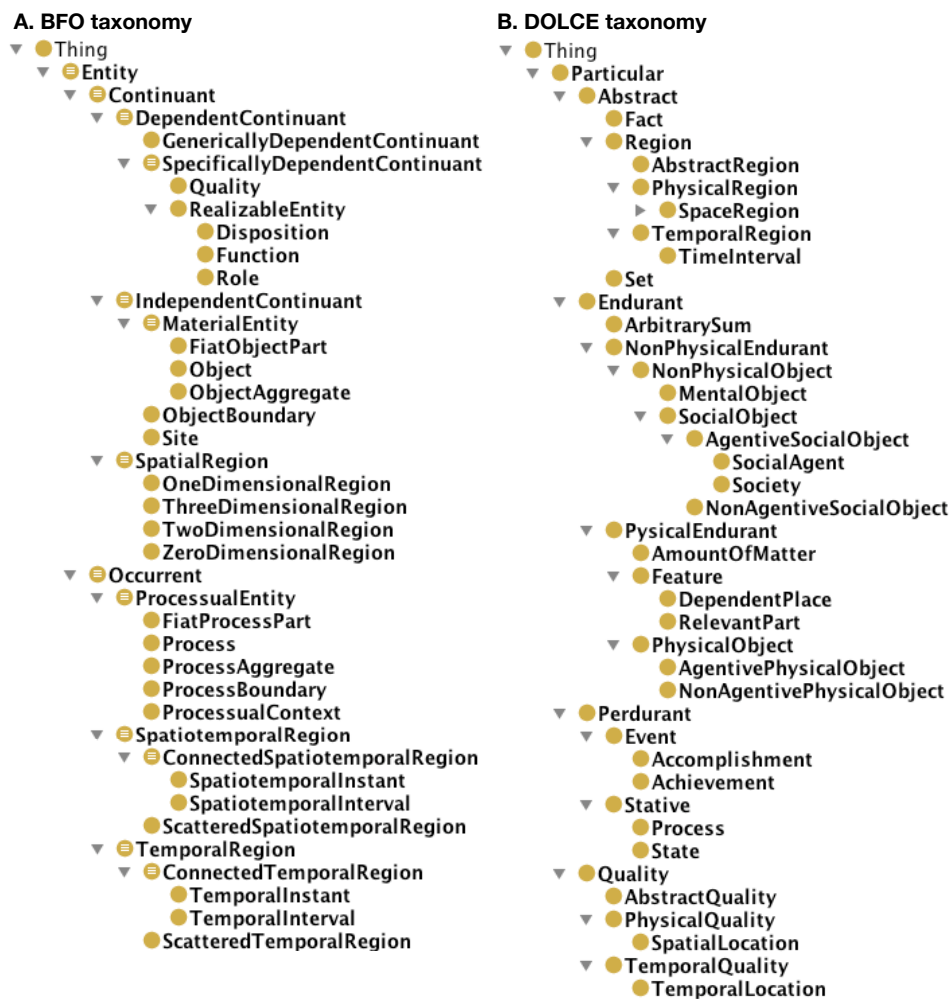 A. BFO taxonomy
Thing
Entity
Continuant
DependentContinuant
GenericallyDependentContinuant
SpecificallyDependentContinuant
Quality
RealizableEntity
Disposition
Function
Role
IndependentContinuant
MaterialEntity
FiatObjectPart
Object
ObjectAggregate
ObjectBoundary
Site
SpatialRegion
OneDimensionalRegion
ThreeDimensionalRegion
TwoDimensionalRegion
ZeroDimensionalRegion
Occurrent
ProcessualEntity
FiatProcessPart
Process
ProcessAggregate
ProcessBoundary
ProcessualContext
SpatiotemporalRegion
ConnectedSpatiotemporalRegion
SpatiotemporalInstant
SpatiotemporalInterval
ScatteredSpatiotemporalRegion
TemporalRegion
ConnectedTemporalRegion
TemporalInstant
TemporalInterval
ScatteredTemporalRegion
B. DOLCE taxonomy
Thing
Particular
Abstract
Fact
Region
AbstractRegion
PhysicalRegion
SpaceRegion
TemporalRegion
TimeInterval
Set
Endurant
ArbitrarySum
NonPhysicalEndurant
NonPhysicalObject
MentalObject
SocialObject
AgentiveSocialObject
SocialAgent
Society
NonAgentiveSocialObject
PysicalEndurant
AmountOfMatter
Feature
DependentPlace
RelevantPart
PhysicalObject
AgentivePhysicalObject
NonAgentivePhysicalObject
Perdurant
Event
Accomplishment
Achievement
Stative
Process
State
Quality
AbstractQuality
PhysicalQuality
SpatialLocation
TemporalQuality
TemporalLocation